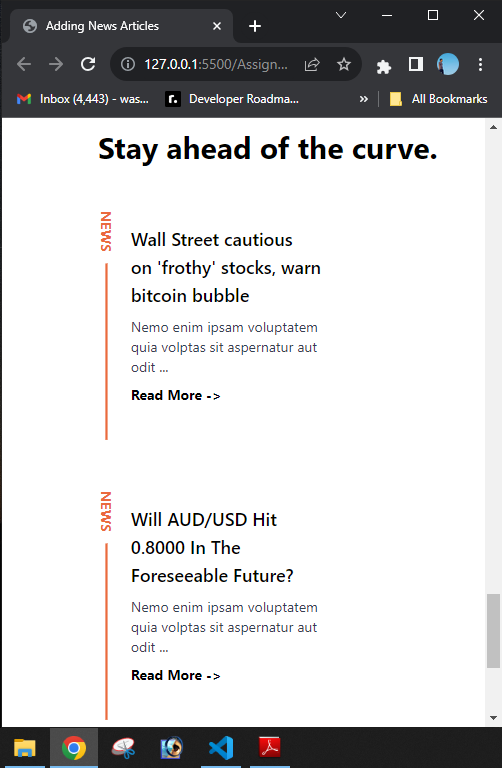 Adding News Articles
127.0.0.1:5500/Assign...
Inbox (4,443) - was...
Developer Roadma...
»
All Bookmarks
Stay ahead of the curve.
NEWS
Wall Street cautious
on 'frothy' stocks, warn
bitcoin bubble
Nemo enim ipsam voluptatem
quia volptas sit aspernatur aut
odit ...
Read More ->
NEWS
Will AUD/USD Hit
0.8000 In The
Foreseeable Future?
Nemo enim ipsam voluptatem
quia volptas sit aspernatur aut
odit ...
Read More ->